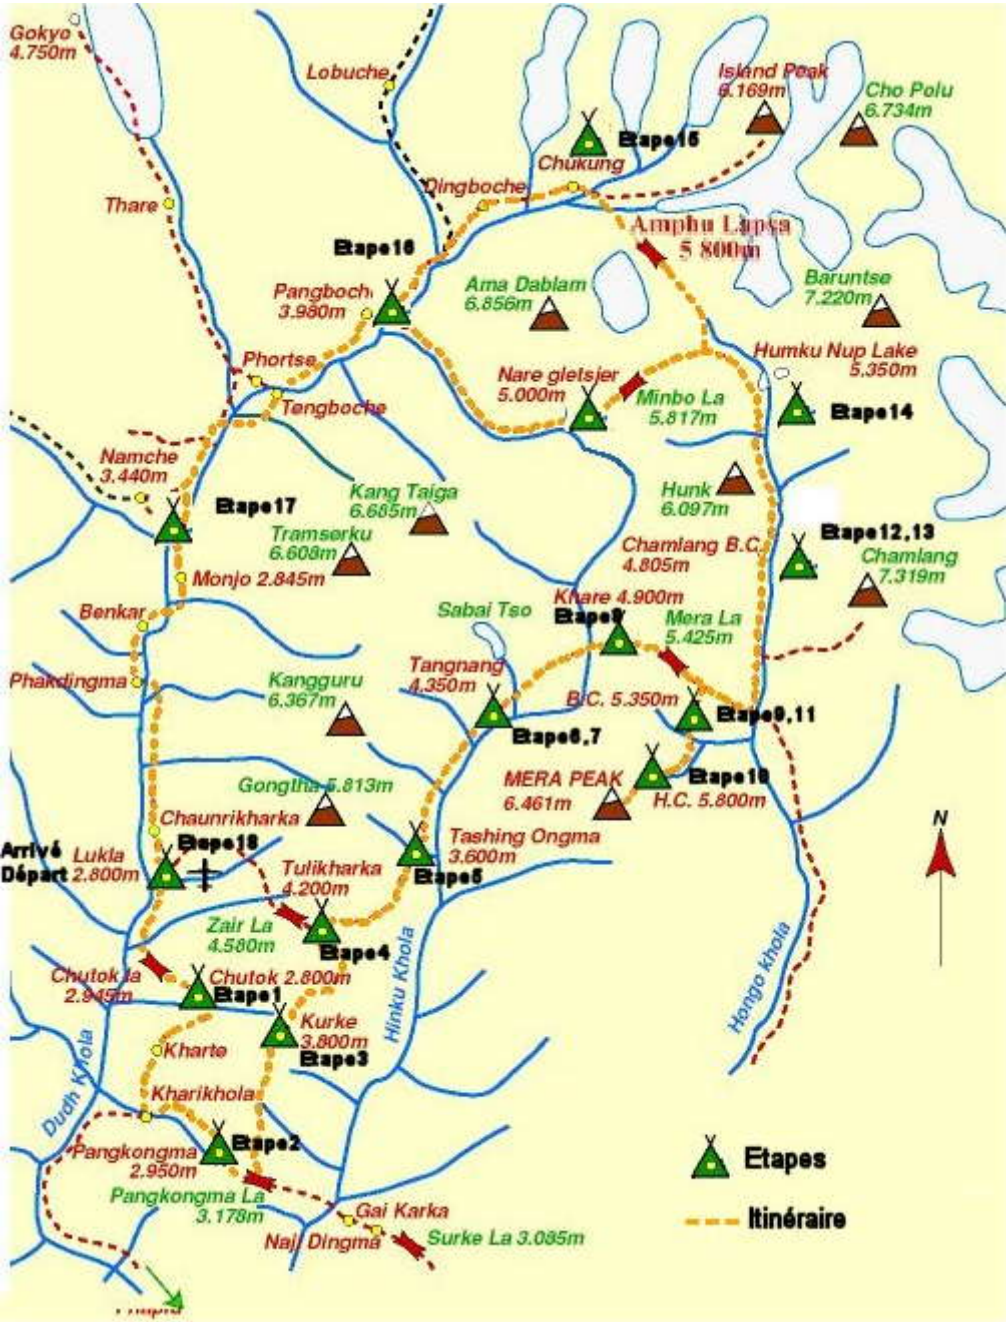 Gokyo
4.750m
Lobuche
Island Peak
6.169m
Cho Polu
6.734m
Etape15
Chukung
Dingboche
Thare
Amphu Lapsa
5 800m
Etape16
Ama Dablam
6.856m
Baruntse
7.220m
Pangboch
3.980m
Phortse
Humku Nup Lake
5.350m
Nare gletsjer
5.000m
Minbo La
5.817m
Tengboche
Etape14
Namche
3.440m
Etape17
Kang Taiga
6.685m
Hunk
6.097m
Tramserku
6.608m
Etape12,13
Chamlang B.C.
4.805m
Chamlang
7.319m
Monjo 2.845m
Khare 4.900m
Benkar
Sabai Tso
Etape8
Mera La
5.425m
Tangnang
4.350m
Phakdingma
Kangguru
6.367m
B.C. 5.350m
Etape9,11
Etape6,7
Gongtha 5.813m
MERA PEAK
6.461m
Etape10
H.C. 5.800m
Chaunrikharka
N
Etape18
Tashing Ongma
3.600m
Arrivé
Départ
Lukla
2.800m
Tulikharka
4.200m
Etape5
Zair La
4.580m
Etape4
Chutok la
2.945m
Chutok 2.800m
Etape1
Hinku Khola
Hongo khola
Kurke
3.800m
Etape3
Kharte
Dudh Khola
Kharikhola
Etape2
Pangkongma
2.950m
Etapes
Pangkongma La
3.178m
Gai Karka
Itinéraire
Naji Dingma
Surke La 3.085m